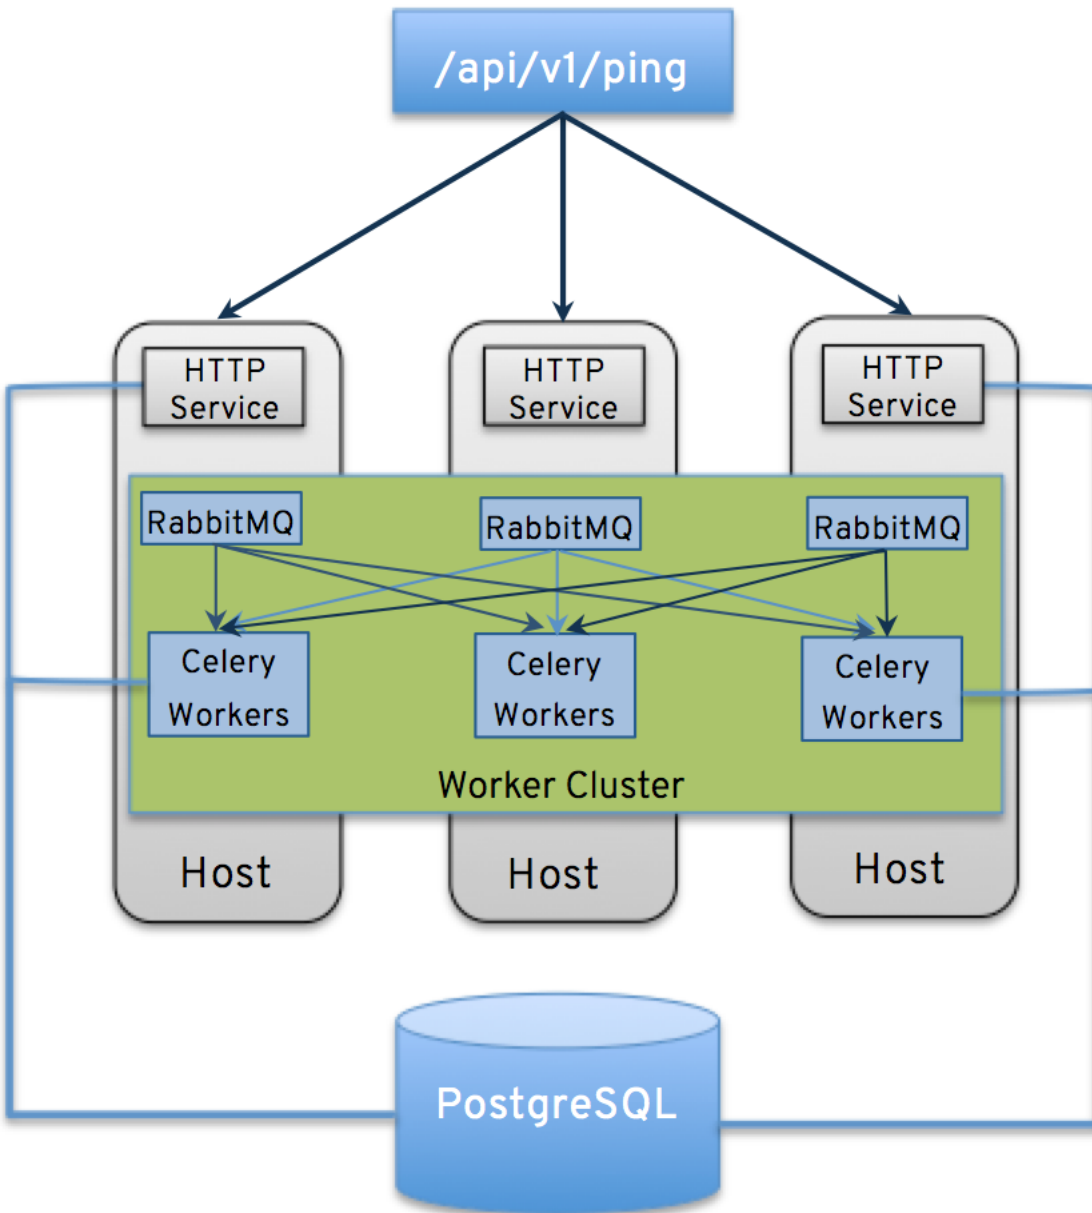 /api/v1/ping
HTTP
Service
HTTP
Service
HTTP
Service
RabbitMQ
RabbitMQ
RabbitMQ
Celery
Workers
Celery
Workers
Celery
Workers
Worker Cluster
Host
Host
Host
PostgreSQL